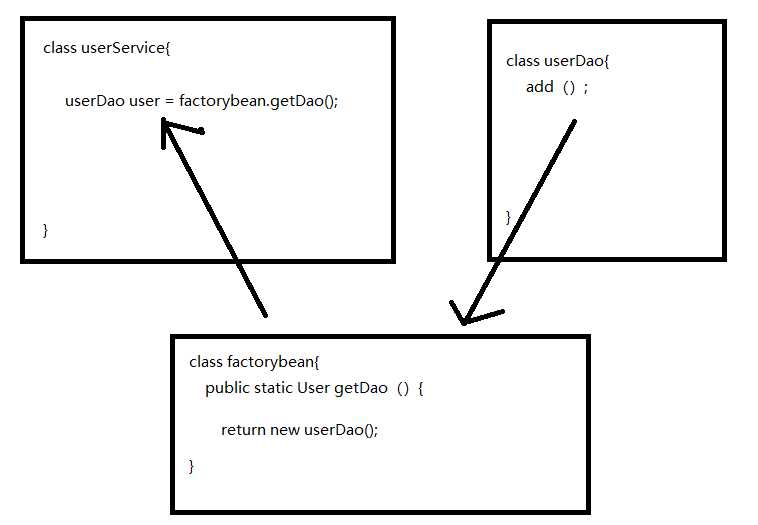 class userService{
userDao user = factorybean.getDao();
}
class userDao{
add（）;
}
class factorybean{
public static User getDao（）{
return new userDao();
}